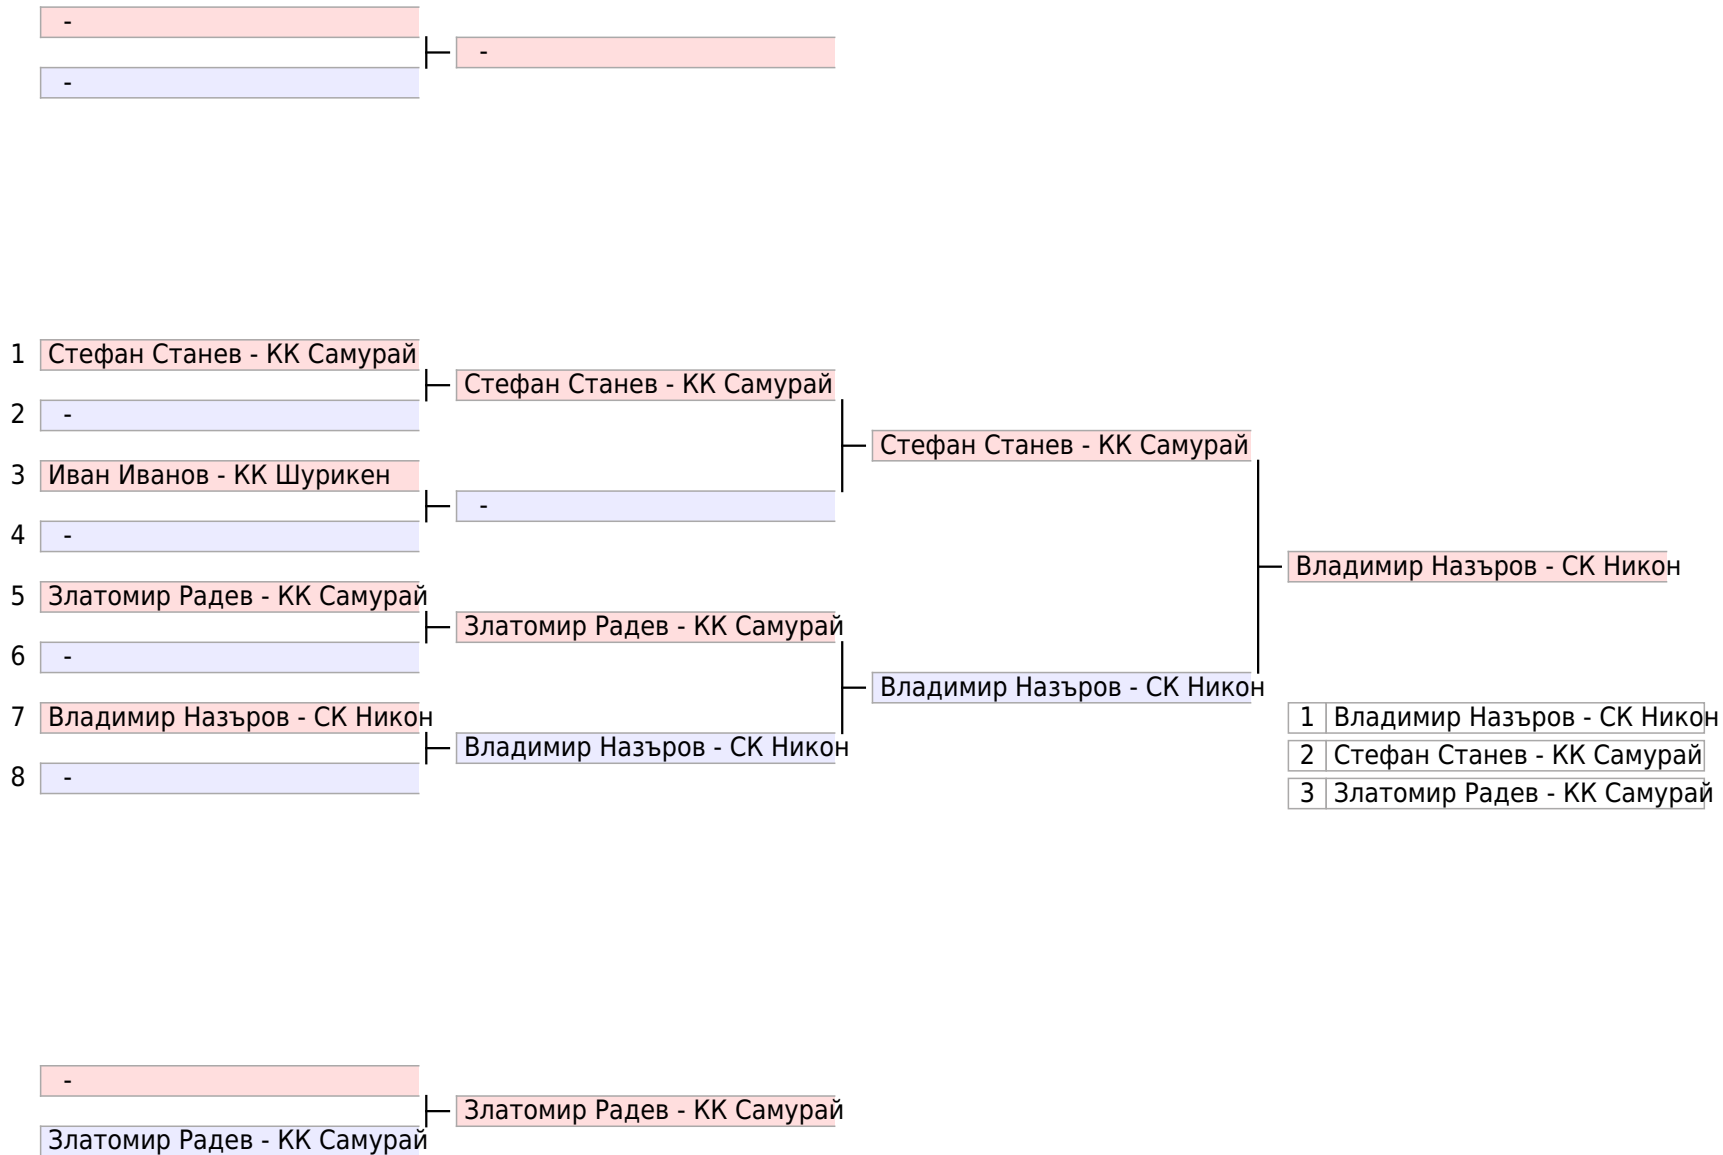 -
-
-
1 Стефан Станев - КК Самурай
Стефан Станев - КК Самурай
2 -
Стефан Станев - КК Самурай
3 Иван Иванов - КК Шурикен
-
4 -
Владимир Назъров - СК Никон
5 Златомир Радев - КК Самурай
Златомир Радев - КК Самурай
6 -
Владимир Назъров - СК Никон
7 Владимир Назъров - СК Никон
1 Владимир Назъров - СК Никон
Владимир Назъров - СК Никон
2 Стефан Станев - КК Самурай
8 -
3 Златомир Радев - КК Самурай
-
Златомир Радев - КК Самурай
Златомир Радев - КК Самурай